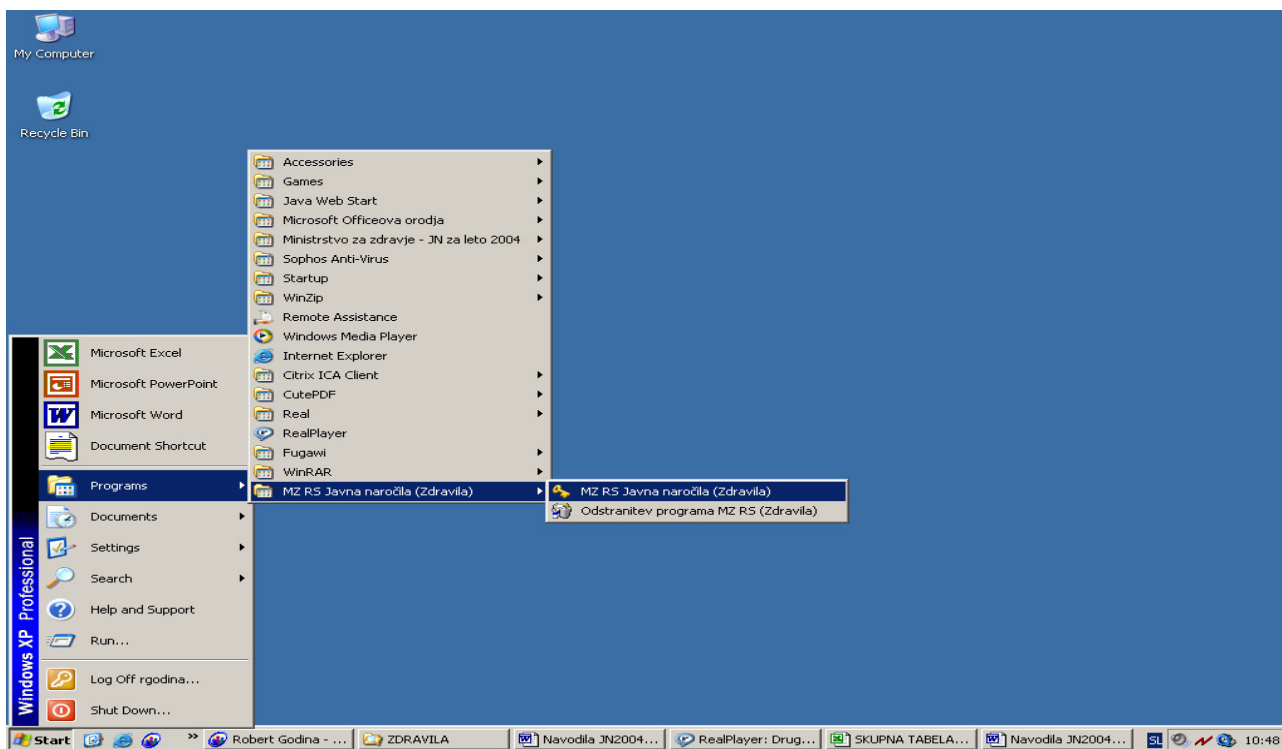 My Computer
Recycle Bin
Accessories
Games
Java Web Start
Microsoft Officeova orodja
Ministrstvo za zdravje - JN za leto 2004
Sophos Anti-Virus
Startup
WinZip
Remote Assistance
Windows Media Player
Internet Explorer
Citrix ICA Client
CutePDF
Real
RealPlayer
Fugawi
WinRAR
MZ RS Javna naročila (Zdravila)
MZ RS Javna naročila (Zdravila)
Odstranitev programa MZ RS (Zdravila)
Microsoft Excel
Microsoft PowerPoint
Microsoft Word
Document Shortcut
Programs
Documents
Settings
Search
Help and Support
Run...
Log Off rgodina...
Shut Down...
Windows XP Professional
Start
»
Robert Godina - ...
ZDRAVILA
Navodila JN2004...
RealPlayer: Drug...
SKUPNA TABELA...
Navodila JN2004...
SL
10:48